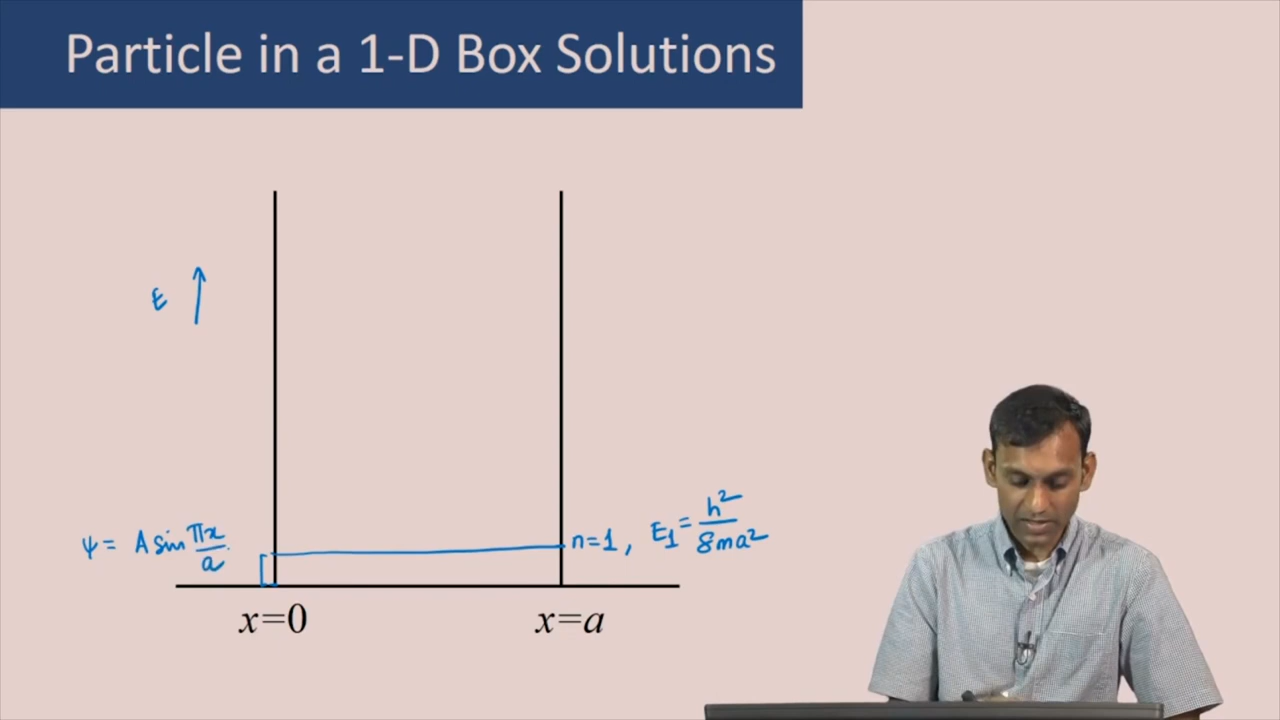 Particle in a 1-D Box Solutions
E
ψ = A sin πx/a
n=1, E₁ = h²/8ma²
x=0
x=a